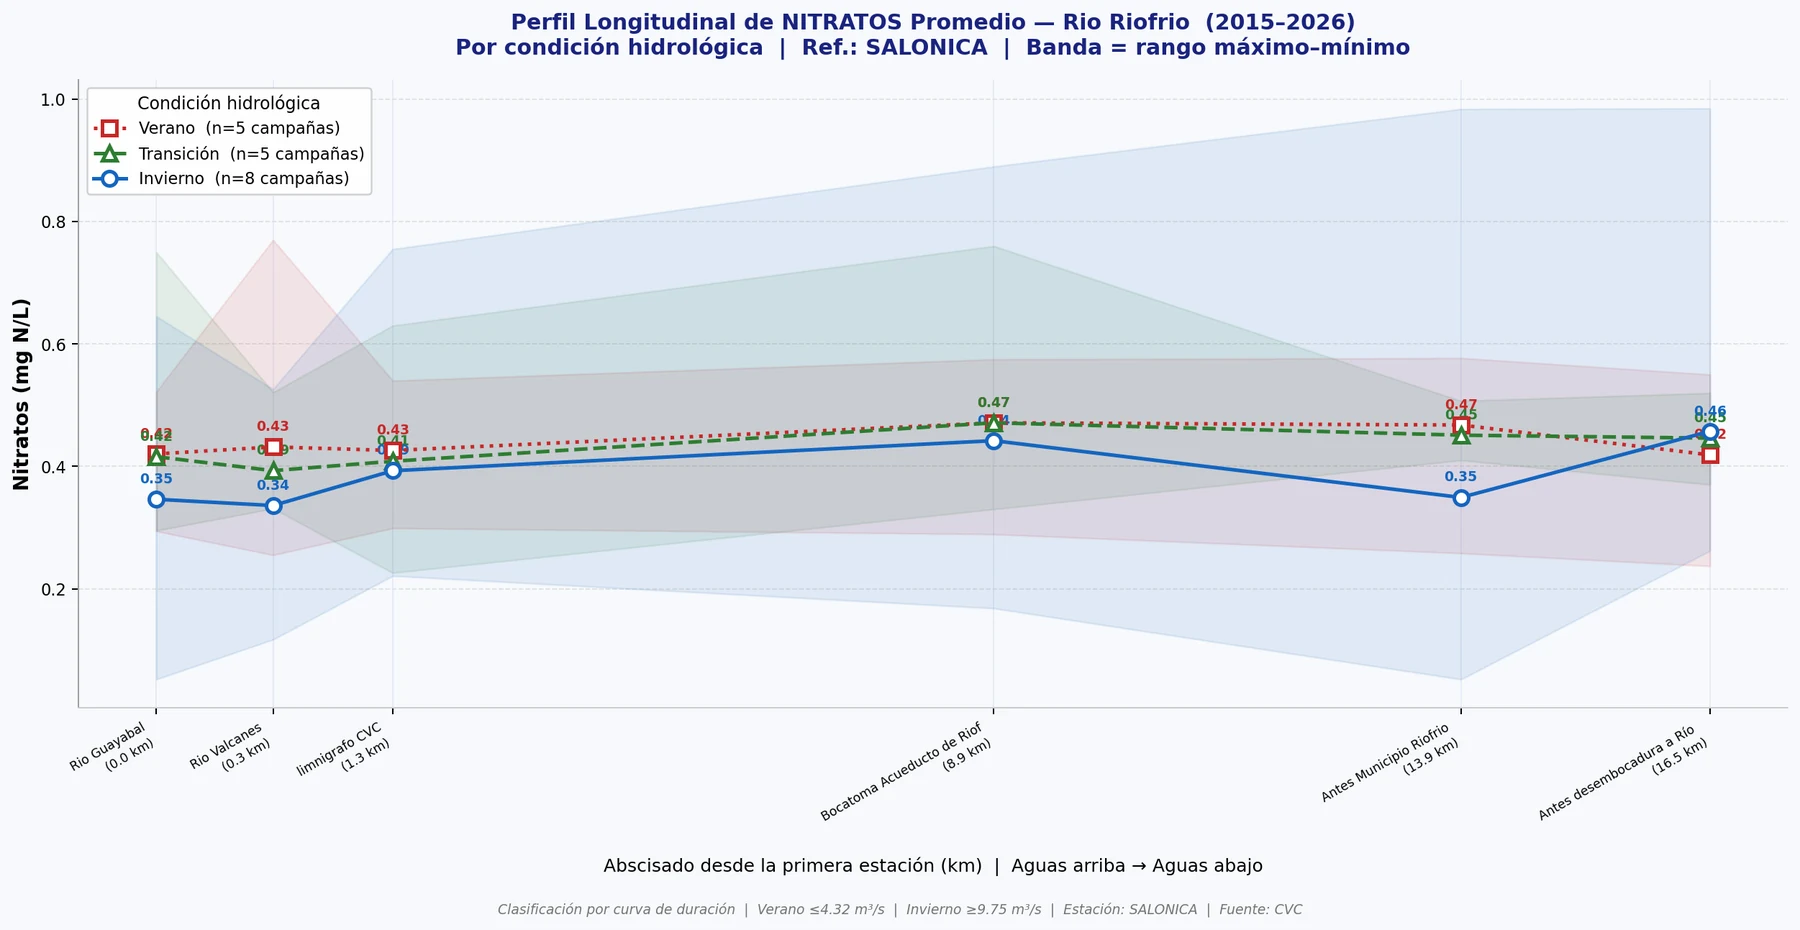 Perfil Longitudinal de NITRATOS Promedio — Rio Riofrio  (2015–2026)
Por condición hidrológica  |  Ref.: SALONICA  |  Banda = rango máximo–mínimo
Nitratos (mg N/L)
1.0
0.8
0.6
0.4
0.2
Condición hidrológica
Verano  (n=5 campañas)
Transición  (n=5 campañas)
Invierno  (n=8 campañas)
0.42
0.35
0.43
0.34
0.43
0.41
0.47
0.47
0.45
0.35
0.46
0.45
Rio Guayabal
(0.0 km)
Rio Valcanes
(0.3 km)
limnigrafo CVC
(1.3 km)
Bocatoma Acueducto de Riof
(8.9 km)
Antes Municipio Riofrio
(13.9 km)
Antes desembocadura a Río
(16.5 km)
Abscisado desde la primera estación (km)  |  Aguas arriba → Aguas abajo
Clasificación por curva de duración  |  Verano ≤4.32 m³/s  |  Invierno ≥9.75 m³/s  |  Estación: SALONICA  |  Fuente: CVC